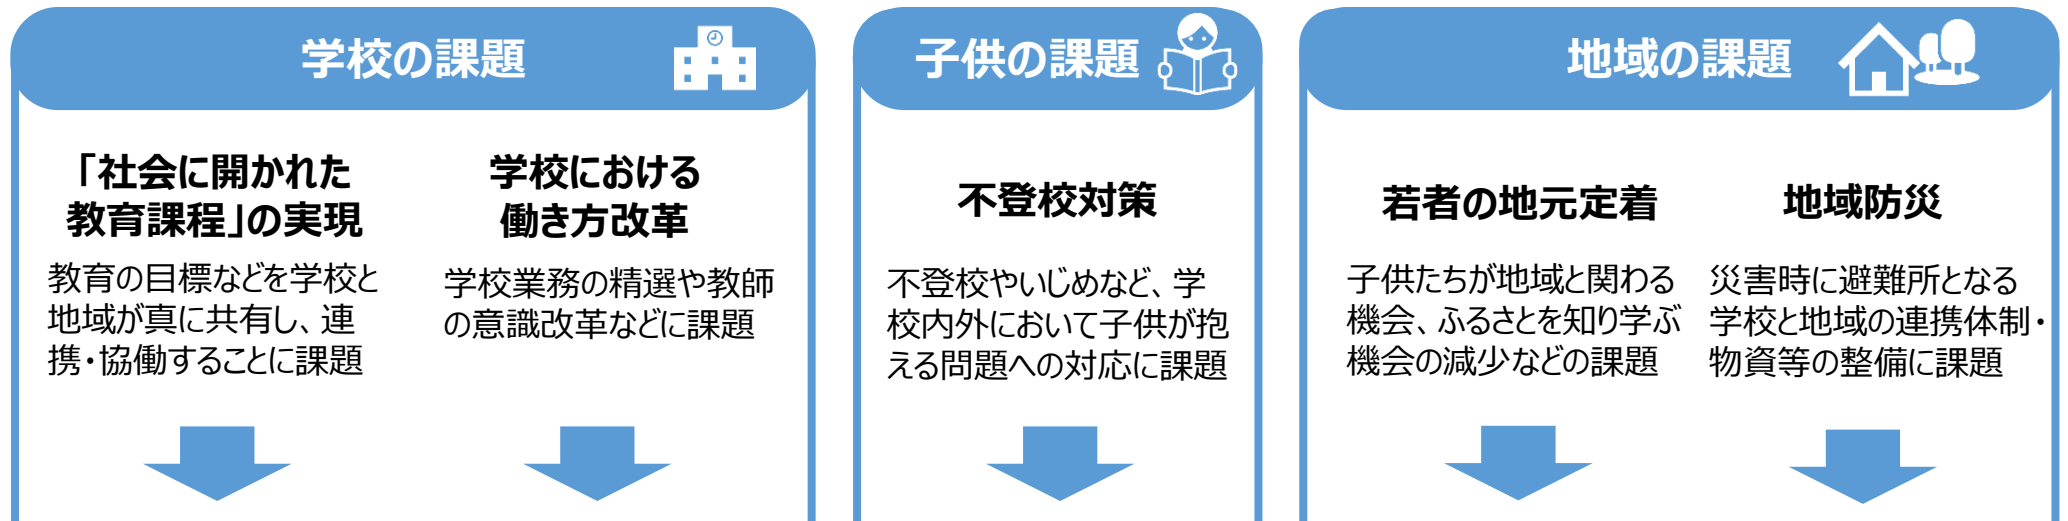 学校の課題
「社会に開かれた
教育課程」の実現
教育の目標などを学校と
地域が真に共有し、連
携・協働することに課題
学校における
働き方改革
学校業務の精選や教師
の意識改革などに課題
子供の課題
不登校対策
不登校やいじめなど、学
校内外において子供が抱
える問題への対応に課題
地域の課題
若者の地元定着
子供たちが地域と関わる
機会、ふるさとを知り学ぶ
機会の減少などの課題
地域防災
災害時に避難所となる
学校と地域の連携体制・
物資等の整備に課題